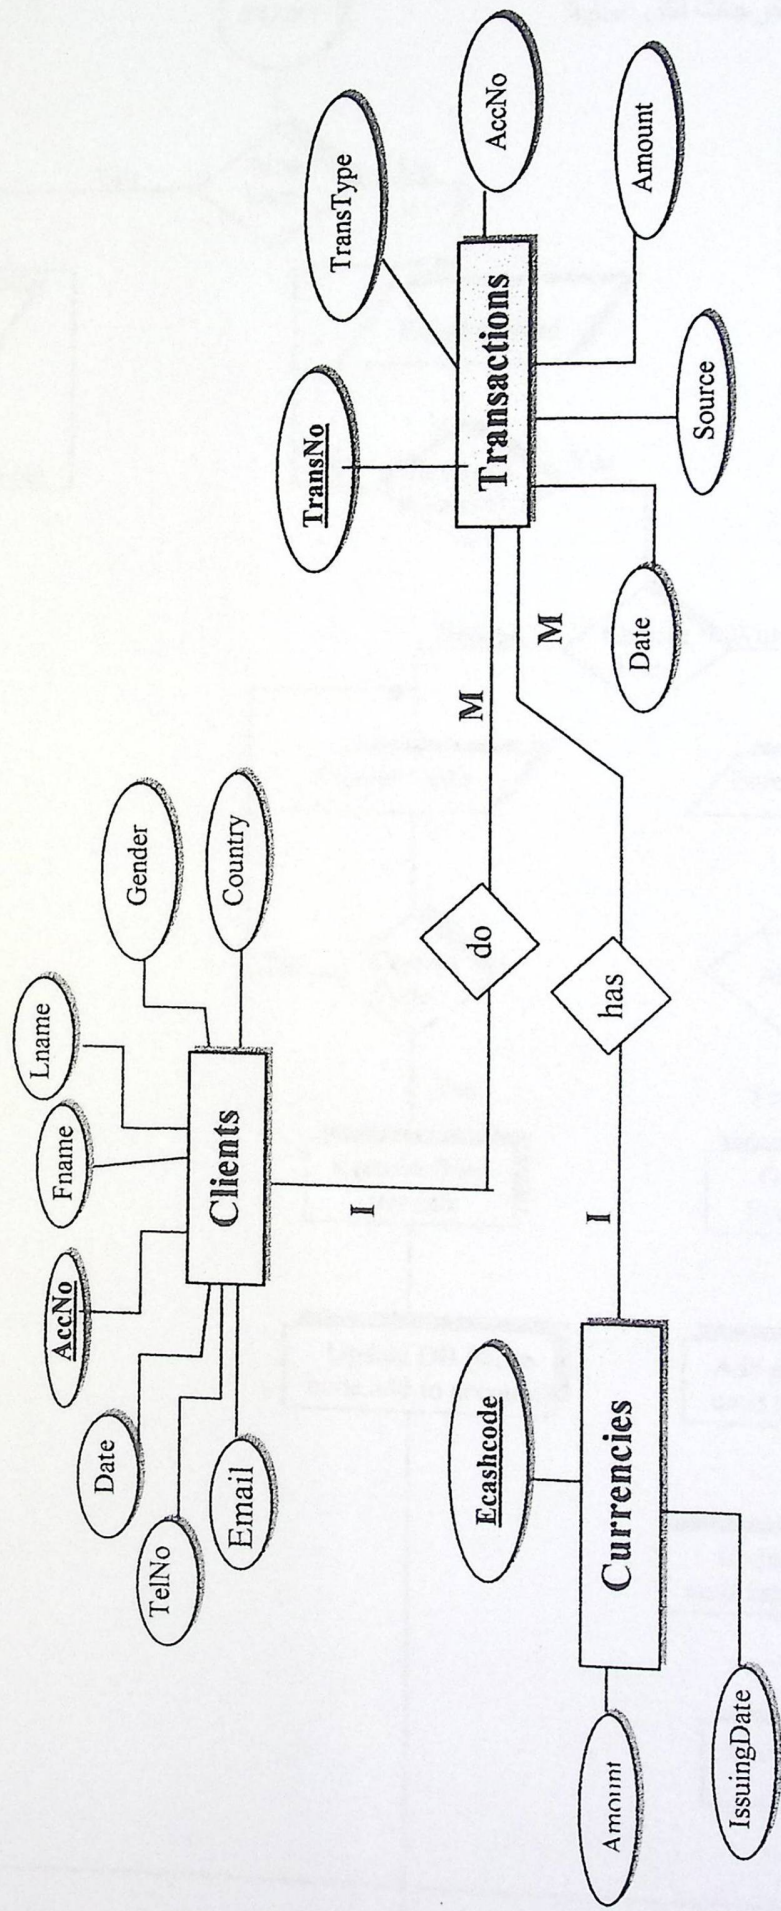 Lname
Gender
Fname
Country
AccNo
Clients
Date
TelNo
Email
I
do
M
TransNo
TransType
AccNo
Transactions
Amount
Source
Date
M
has
I
Ecashcode
Currencies
Amount
IssuingDate